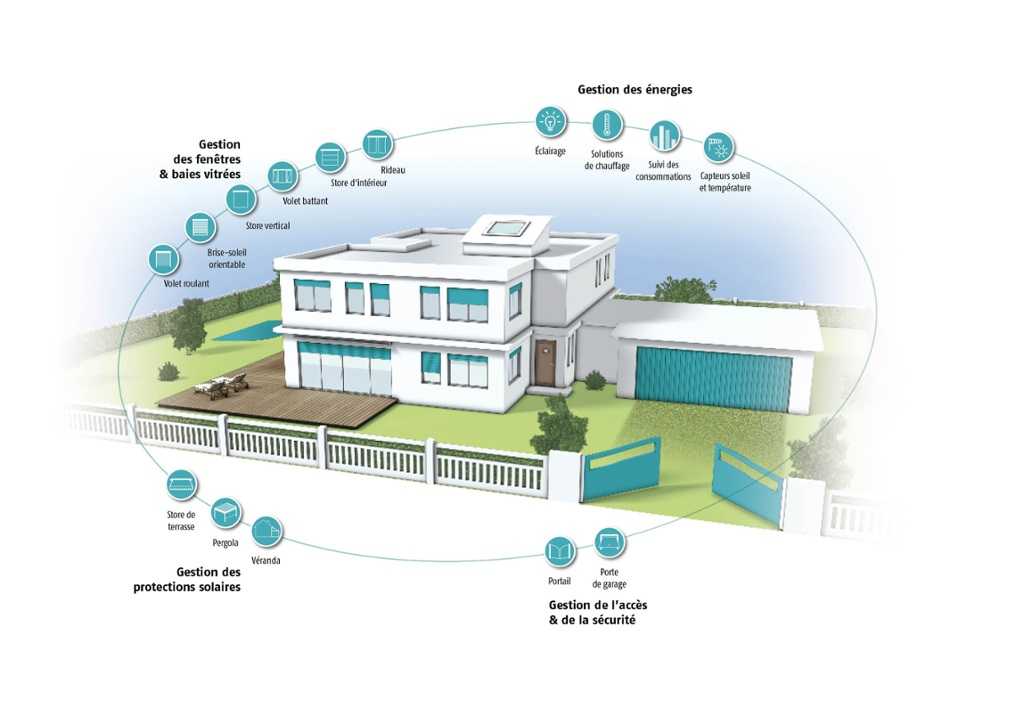 Gestion des énergies
Éclairage
Solutions
de chauffage
Suivi des
consommations
Capteurs soleil
et température
Gestion
des fenêtres
& baies vitrées
Rideau
Store d'intérieur
Volet battant
Store vertical
Brise-soleil
orientable
Volet roulant
Store de
terrasse
Pergola
Véranda
Gestion des
protections solaires
Portail
Porte
de garage
Gestion de l'accès
& de la sécurité